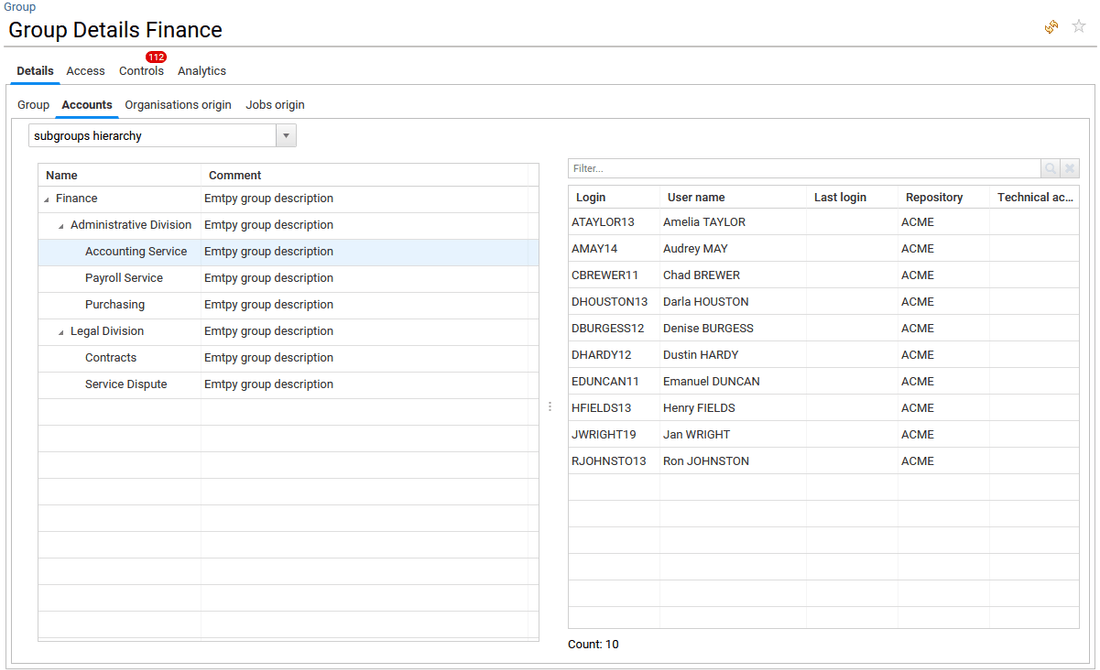 Group
Group Details Finance
112
Details Access Controls Analytics
Group Accounts Organisations origin Jobs origin
subgroups hierarchy
Name Comment
Finance Emtpy group description
Administrative Division Emtpy group description
Accounting Service Emtpy group description
Payroll Service Emtpy group description
Purchasing Emtpy group description
Legal Division Emtpy group description
Contracts Emtpy group description
Service Dispute Emtpy group description
Filter...
Login User name Last login Repository Technical ac...
ATAYLOR13 Amelia TAYLOR ACME
AMAY14 Audrey MAY ACME
CBREWER11 Chad BREWER ACME
DHOUSTON13 Darla HOUSTON ACME
DBURGESS12 Denise BURGESS ACME
DHARDY12 Dustin HARDY ACME
EDUNCAN11 Emanuel DUNCAN ACME
HFIELDS13 Henry FIELDS ACME
JWRIGHT19 Jan WRIGHT ACME
RJOHNSTO13 Ron JOHNSTON ACME
Count: 10